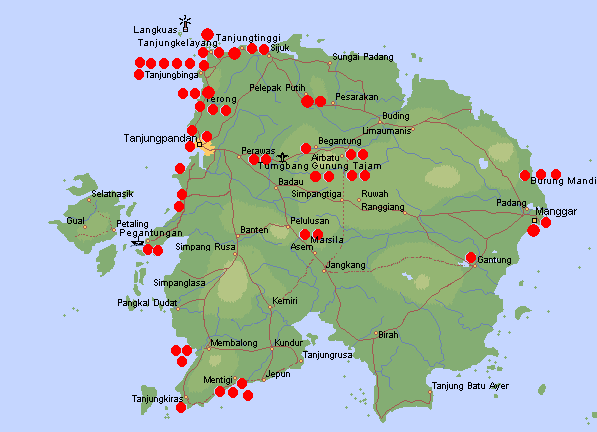 Langkuas
Tanjungtinggi
Tanjungkelayang
Sijuk
Sungai Padang
Tanjungbinga
Pelepak Putih
Terong
Pesarakan
Buding
Limaumanis
Tanjungpandan
Begantung
Perawas
Airbatu
Tumgbang Gunung Tajam
Burung Mandi
Badau
Selatnasik
Simpangtiga
Ruwah
Ranggiang
Padang
Manggar
Gual
Petaling
Pegantungan
Banten
Pelulusan
Marsila
Simpang Rusa
Asem
Jangkang
Gantung
Simpanglasa
Pangkal Dudat
Kemiri
Birah
Membalong
Kundur
Tanjungrusa
Mentigi
Jepun
Tanjung Batu Ayer
Tanjungkiras